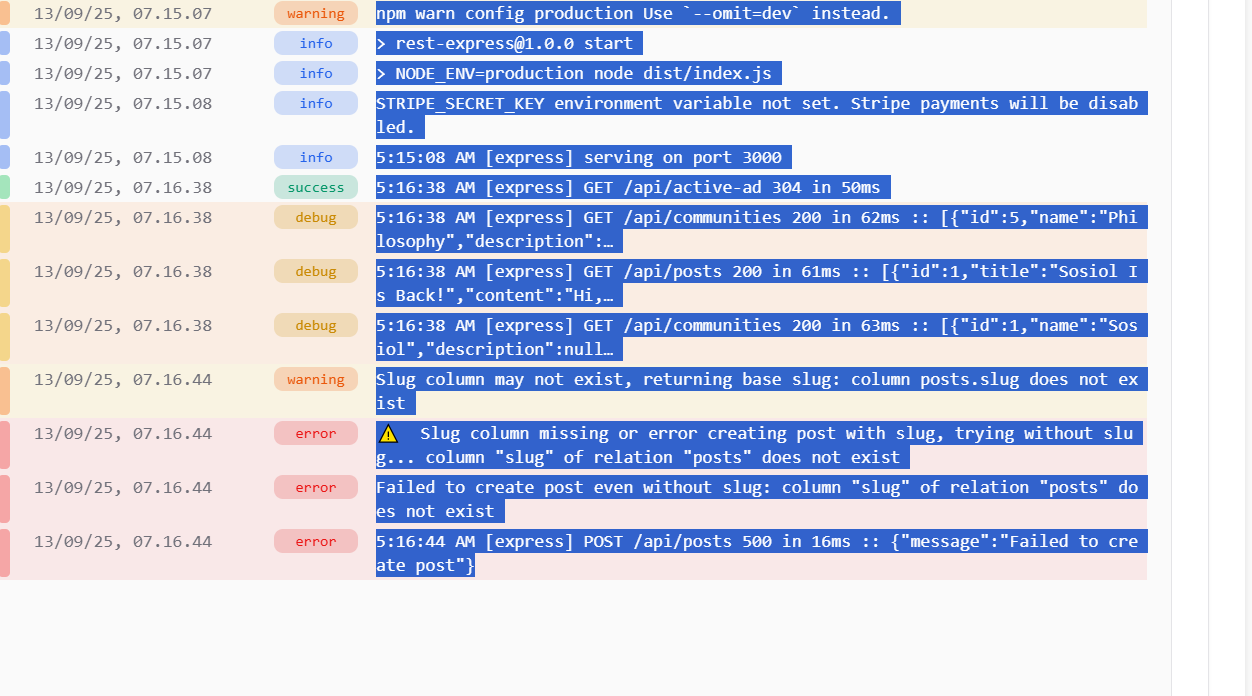 13/09/25, 07.15.07 warning npm warn config production Use `--omit=dev` instead.
13/09/25, 07.15.07 info > rest-express@1.0.0 start
13/09/25, 07.15.07 info > NODE_ENV=production node dist/index.js
13/09/25, 07.15.08 info STRIPE_SECRET_KEY environment variable not set. Stripe payments will be disab
led.
13/09/25, 07.15.08 info 5:15:08 AM [express] serving on port 3000
13/09/25, 07.16.38 success 5:16:38 AM [express] GET /api/active-ad 304 in 50ms
13/09/25, 07.16.38 debug 5:16:38 AM [express] GET /api/communities 200 in 62ms :: [{"id":5,"name":"Phi
losophy","description":…
13/09/25, 07.16.38 debug 5:16:38 AM [express] GET /api/posts 200 in 61ms :: [{"id":1,"title":"Sosiol I
s Back!","content":"Hi,…
13/09/25, 07.16.38 debug 5:16:38 AM [express] GET /api/communities 200 in 63ms :: [{"id":1,"name":"Sos
iol","description":null…
13/09/25, 07.16.44 warning Slug column may not exist, returning base slug: column posts.slug does not ex
ist
13/09/25, 07.16.44 error ⚠️ Slug column missing or error creating post with slug, trying without slu
g... column "slug" of relation "posts" does not exist
13/09/25, 07.16.44 error Failed to create post even without slug: column "slug" of relation "posts" do
es not exist
13/09/25, 07.16.44 error 5:16:44 AM [express] POST /api/posts 500 in 16ms :: {"message":"Failed to cre
ate post"}